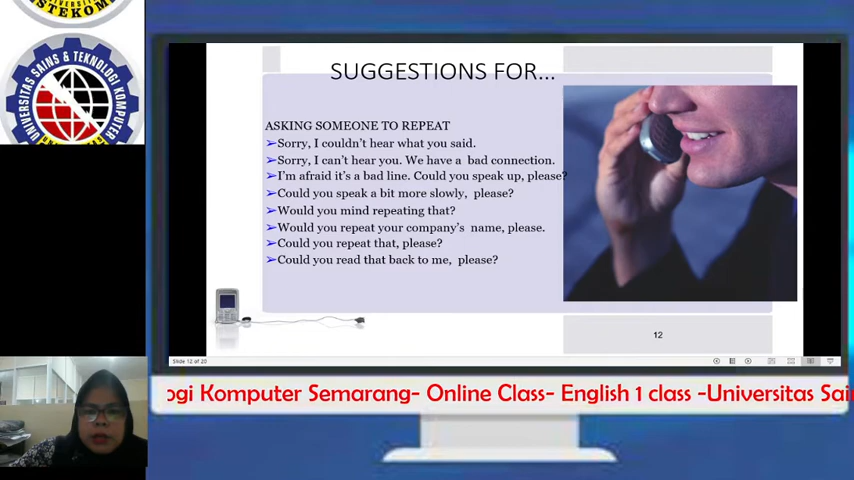 ISTEKOM
UNIVERSITAS SAINS & TEKNOLOGI KOMPUTER
SUGGESTIONS FOR...
ASKING SOMEONE TO REPEAT
➢Sorry, I couldn't hear what you said.
➢Sorry, I can't hear you. We have a bad connection.
➢I'm afraid it's a bad line. Could you speak up, please?
➢Could you speak a bit more slowly, please?
➢Would you mind repeating that?
➢Would you repeat your company's name, please.
➢Could you repeat that, please?
➢Could you read that back to me, please?
12
Slide 12 of 20
ogi Komputer Semarang- Online Class- English 1 class -Universitas Sai